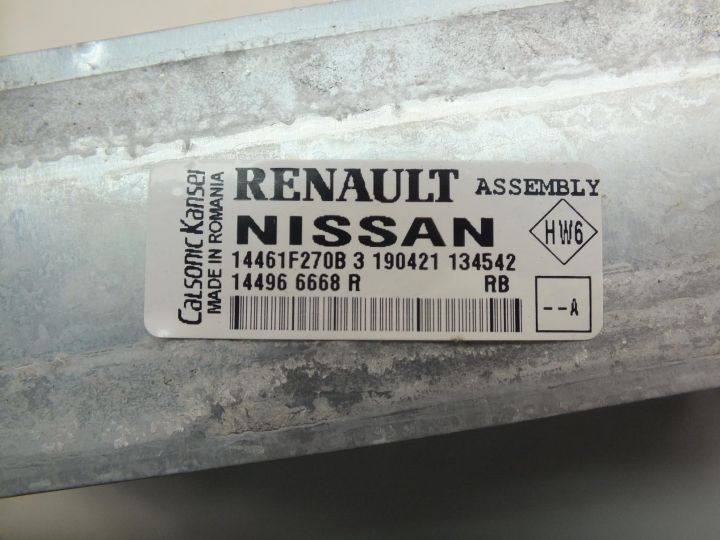 Calsonic Kansei
MADE IN ROMANIA
RENAULT ASSEMBLY
NISSAN
HW6
14461F270B 3 190421 134542
14496 6668 R RB
--A